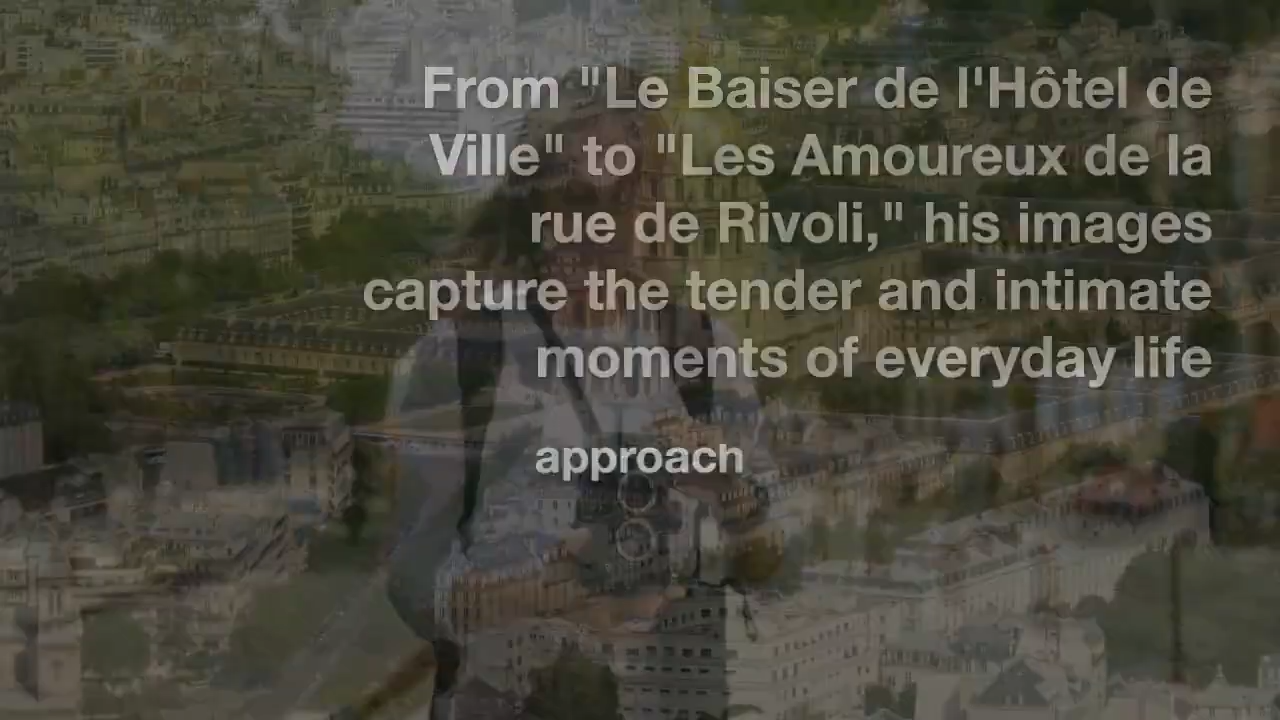 From "Le Baiser de l'Hôtel de
Ville" to "Les Amoureux de la
rue de Rivoli," his images
capture the tender and intimate
moments of everyday life
approach